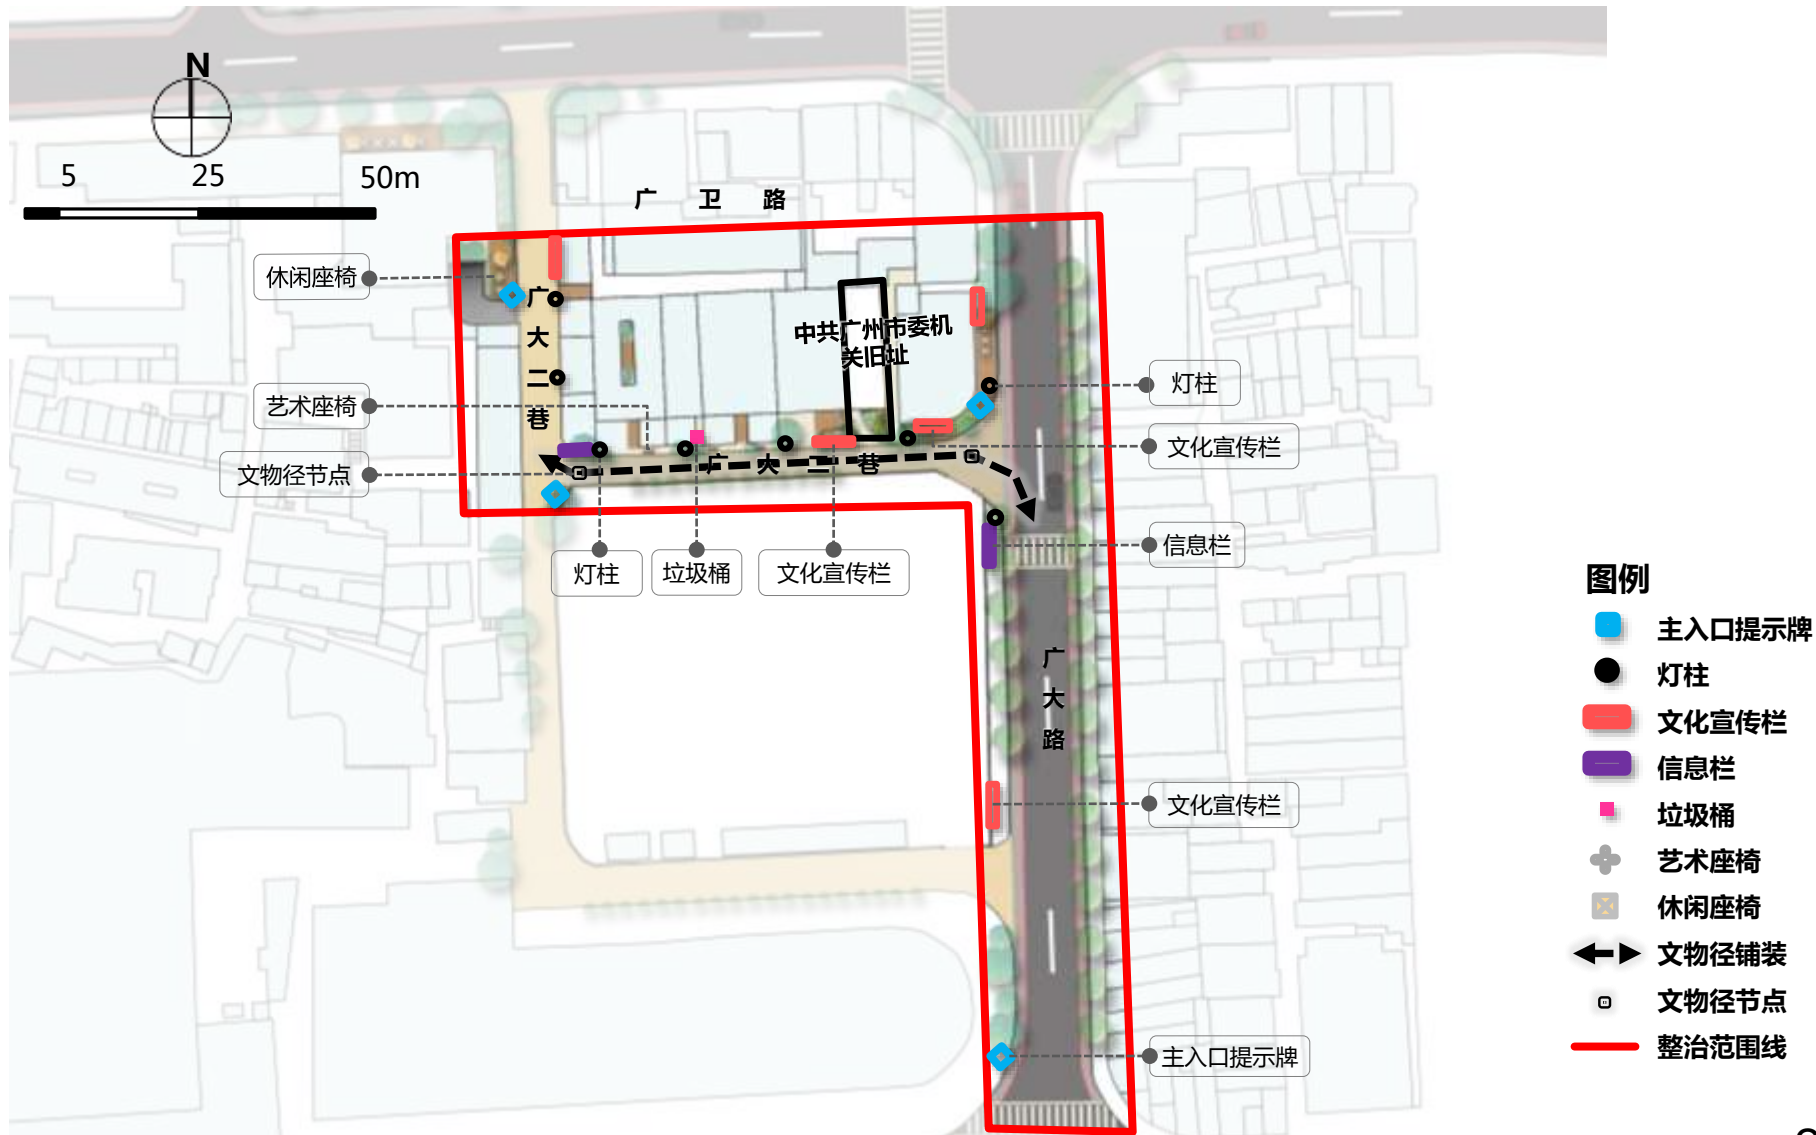 N
5 25 50m
广卫路
休闲座椅
广大二巷
中共广州市委机
关旧址
艺术座椅
灯柱
文化宣传栏
文物径节点
广大二巷
灯柱
垃圾桶
文化宣传栏
信息栏
广大路
文化宣传栏
主入口提示牌
图例
主入口提示牌
灯柱
文化宣传栏
信息栏
垃圾桶
艺术座椅
休闲座椅
文物径铺装
文物径节点
整治范围线